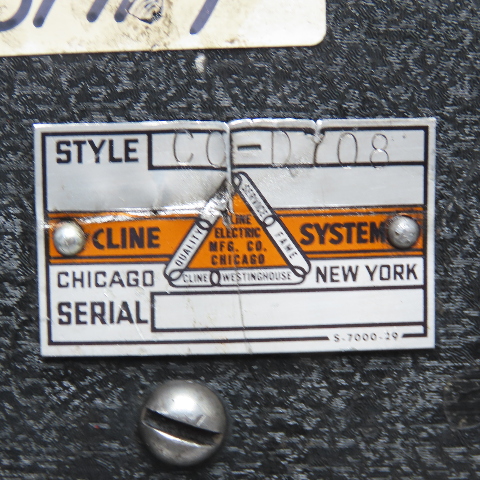 STYLE CC-D708
CLINE SYSTEM
QUALITY SERVICE FAME
CLINE
ELECTRIC
MFG. CO.
CHICAGO
CLINE WESTINGHOUSE
CHICAGO NEW YORK
SERIAL
S-7000-29